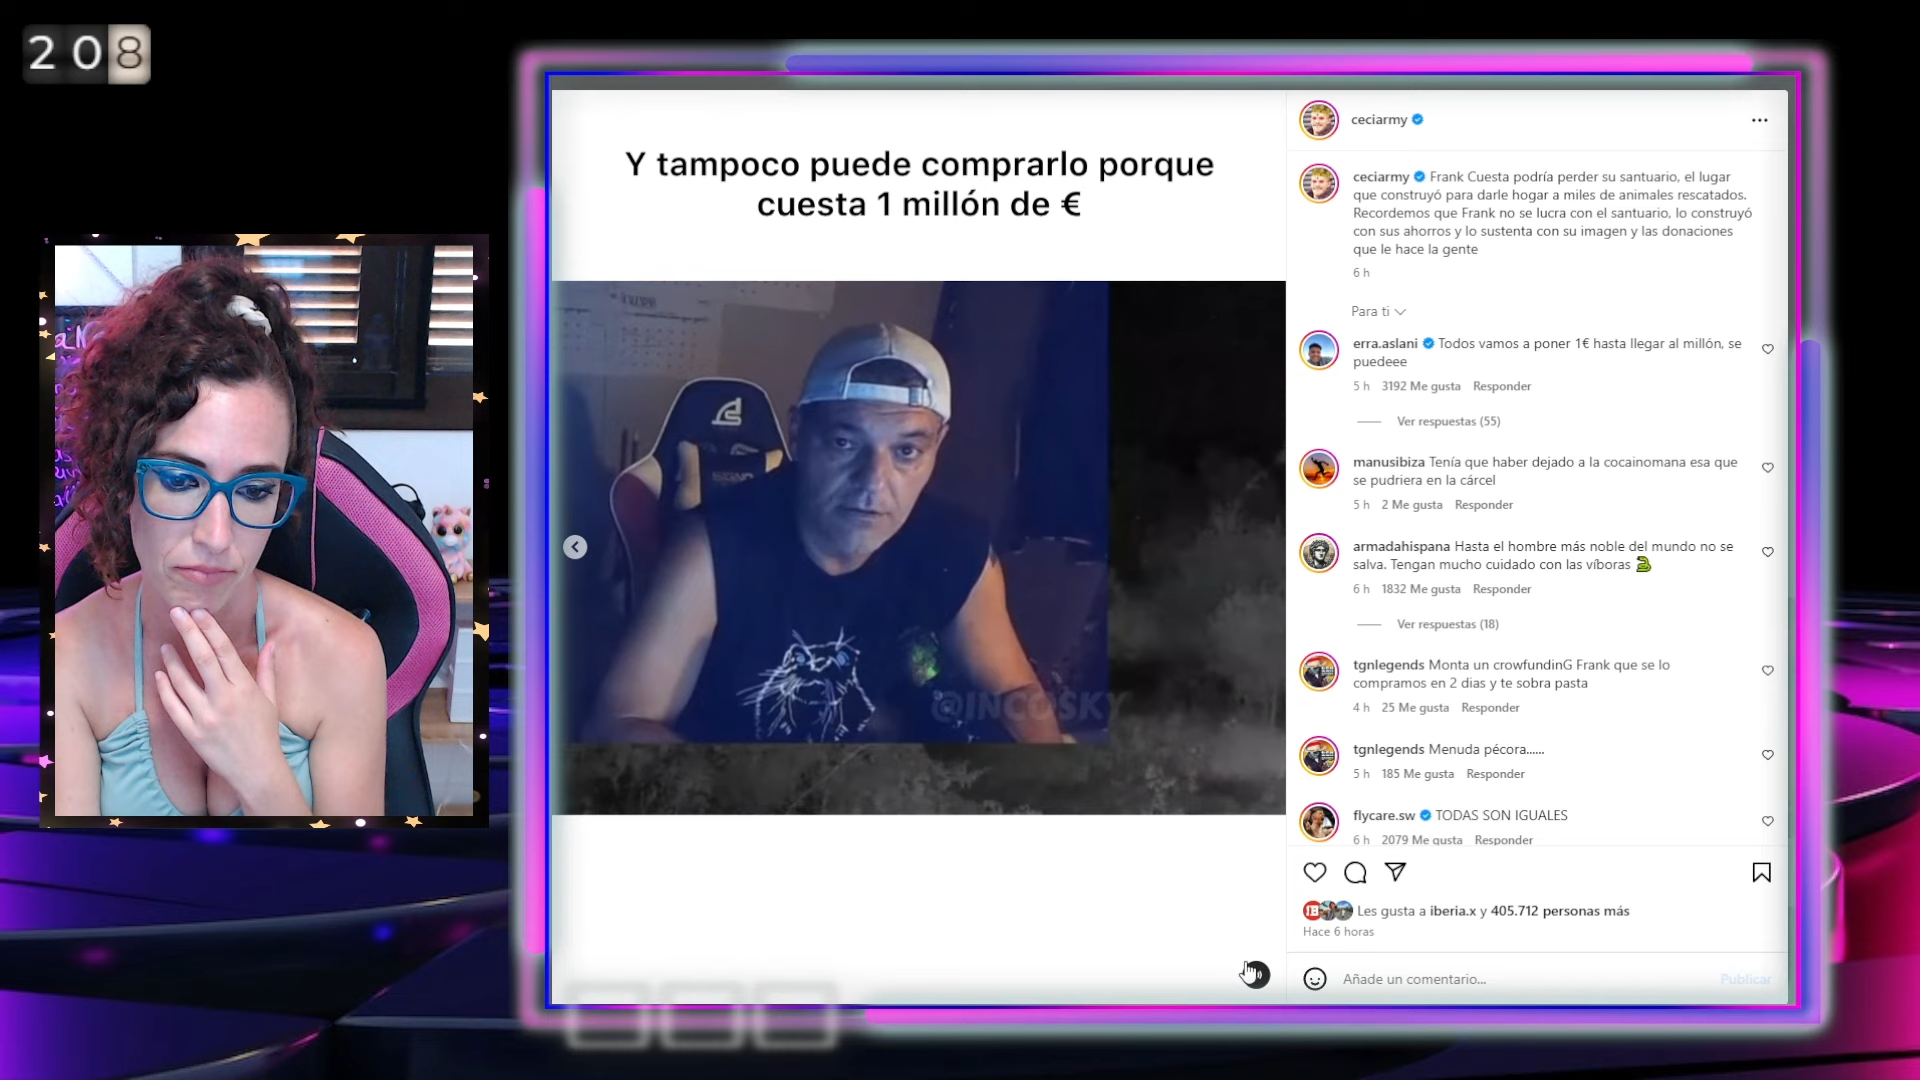 208
Y tampoco puede comprarlo porque
cuesta 1 millón de €
@INCOSKY
ceciarmy
ceciarmy Frank Cuesta podría perder su santuario, el lugar
que construyó para darle hogar a miles de animales rescatados.
Recordemos que Frank no se lucra con el santuario, lo construyó
con sus ahorros y lo sustenta con su imagen y las donaciones
que le hace la gente
6 h
Para ti
erra.aslani Todos vamos a poner 1€ hasta llegar al millón, se
puedeee
5 h 3192 Me gusta Responder
Ver respuestas (55)
manusibiza Tenía que haber dejado a la cocainomana esa que
se pudriera en la cárcel
5 h 2 Me gusta Responder
armadahispana Hasta el hombre más noble del mundo no se
salva. Tengan mucho cuidado con las víboras 🐍
6 h 1832 Me gusta Responder
Ver respuestas (18)
tgnlegends Monta un crowfundinG Frank que se lo
compramos en 2 dias y te sobra pasta
4 h 25 Me gusta Responder
tgnlegends Menuda pécora......
5 h 185 Me gusta Responder
flycare.sw TODAS SON IGUALES
6 h 2079 Me gusta Responder
Les gusta a iberia.x y 405.712 personas más
Hace 6 horas
Añade un comentario...
Publicar